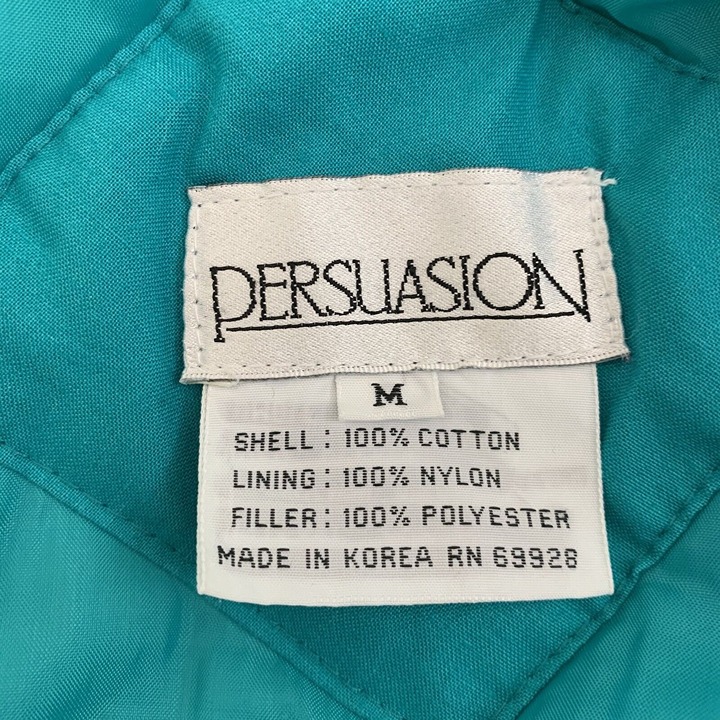 PERSUASION
M
SHELL : 100% COTTON
LINING : 100% NYLON
FILLER : 100% POLYESTER
MADE IN KOREA RN 69928